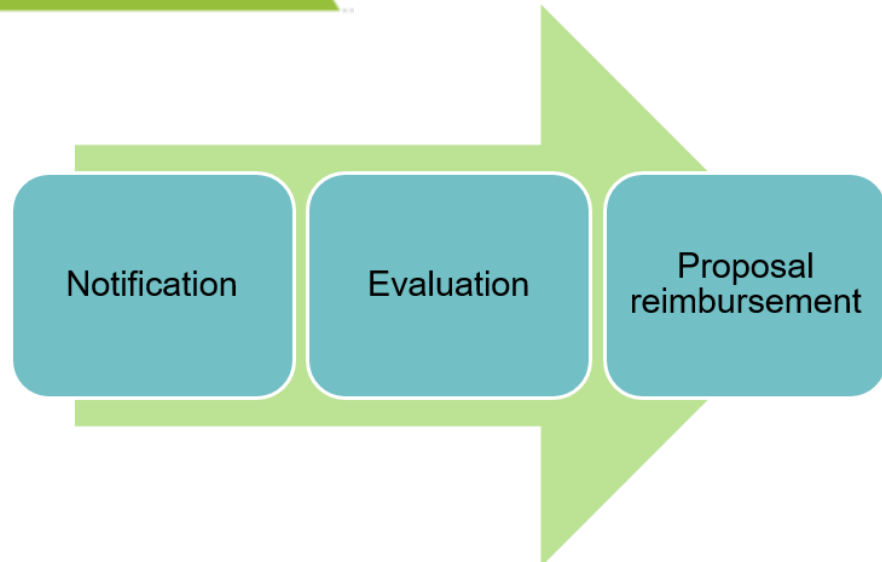 Notification
Evaluation
Proposal
reimbursement